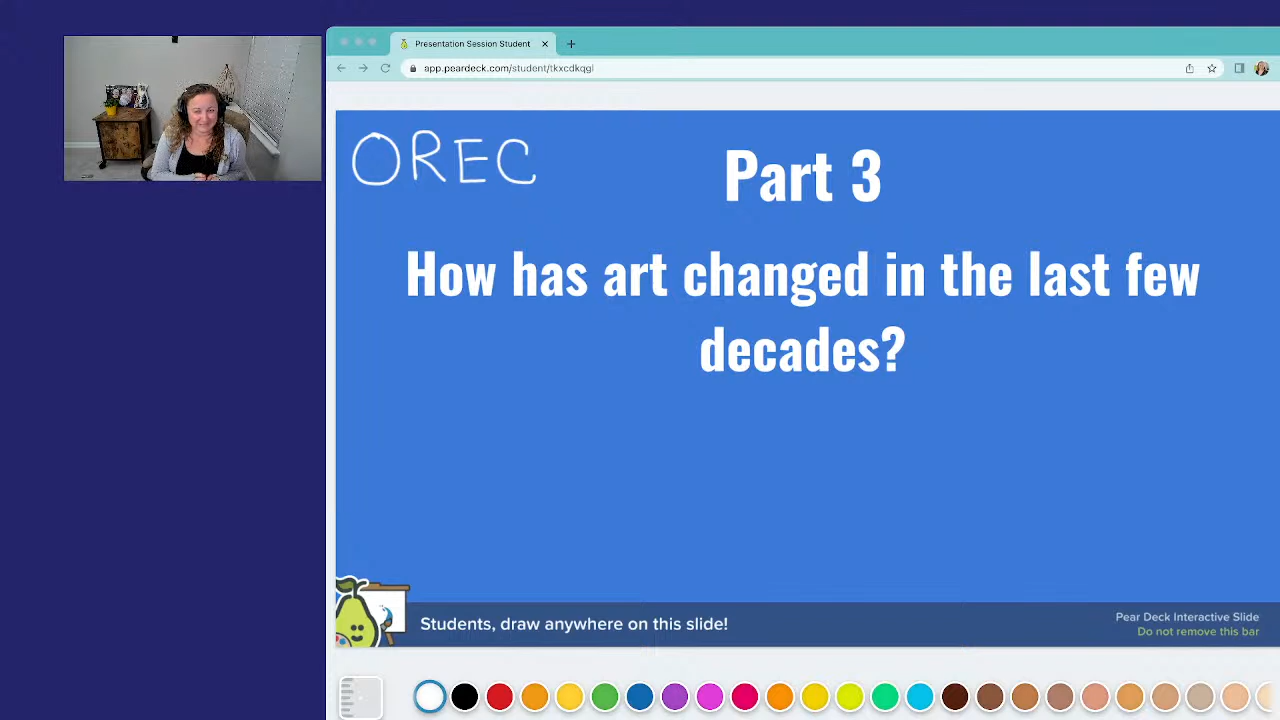 Presentation Session Student
app.peardeck.com/student/tkxcdkqgl
OREC
Part 3
How has art changed in the last few
decades?
Students, draw anywhere on this slide!
Pear Deck Interactive Slide
Do not remove this bar